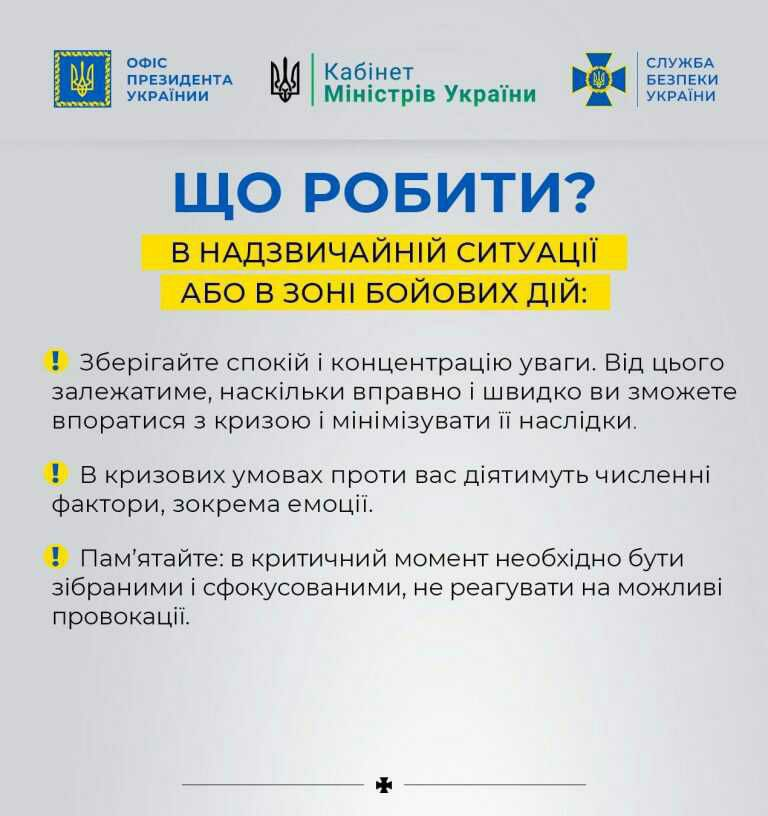 ОФІС
ПРЕЗИДЕНТА
УКРАЇНИИ
Кабінет
Міністрів України
СЛУЖБА
БЕЗПЕКИ
УКРАЇНИ
ЩО РОБИТИ?
В НАДЗВИЧАЙНІЙ СИТУАЦІЇ
АБО В ЗОНІ БОЙОВИХ ДІЙ:
! Зберігайте спокій і концентрацію уваги. Від цього
залежатиме, наскільки вправно і швидко ви зможете
впоратися з кризою і мінімізувати її наслідки.
! В кризових умовах проти вас діятимуть численні
фактори, зокрема емоції.
! Пам’ятайте: в критичний момент необхідно бути
зібраними і сфокусованими, не реагувати на можливі
провокації.